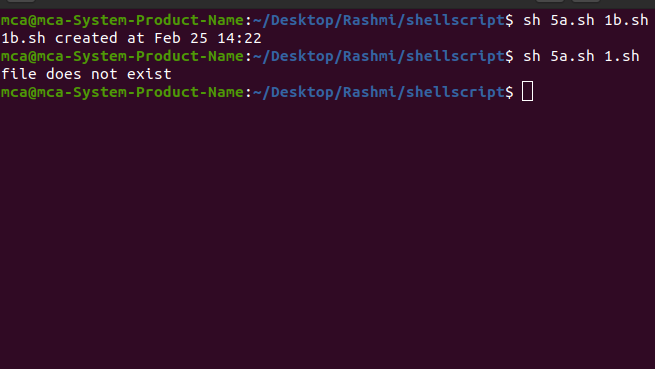 mca@mca-System-Product-Name:~/Desktop/Rashmi/shellscript$ sh 5a.sh 1b.sh
1b.sh created at Feb 25 14:22
mca@mca-System-Product-Name:~/Desktop/Rashmi/shellscript$ sh 5a.sh 1.sh
file does not exist
mca@mca-System-Product-Name:~/Desktop/Rashmi/shellscript$